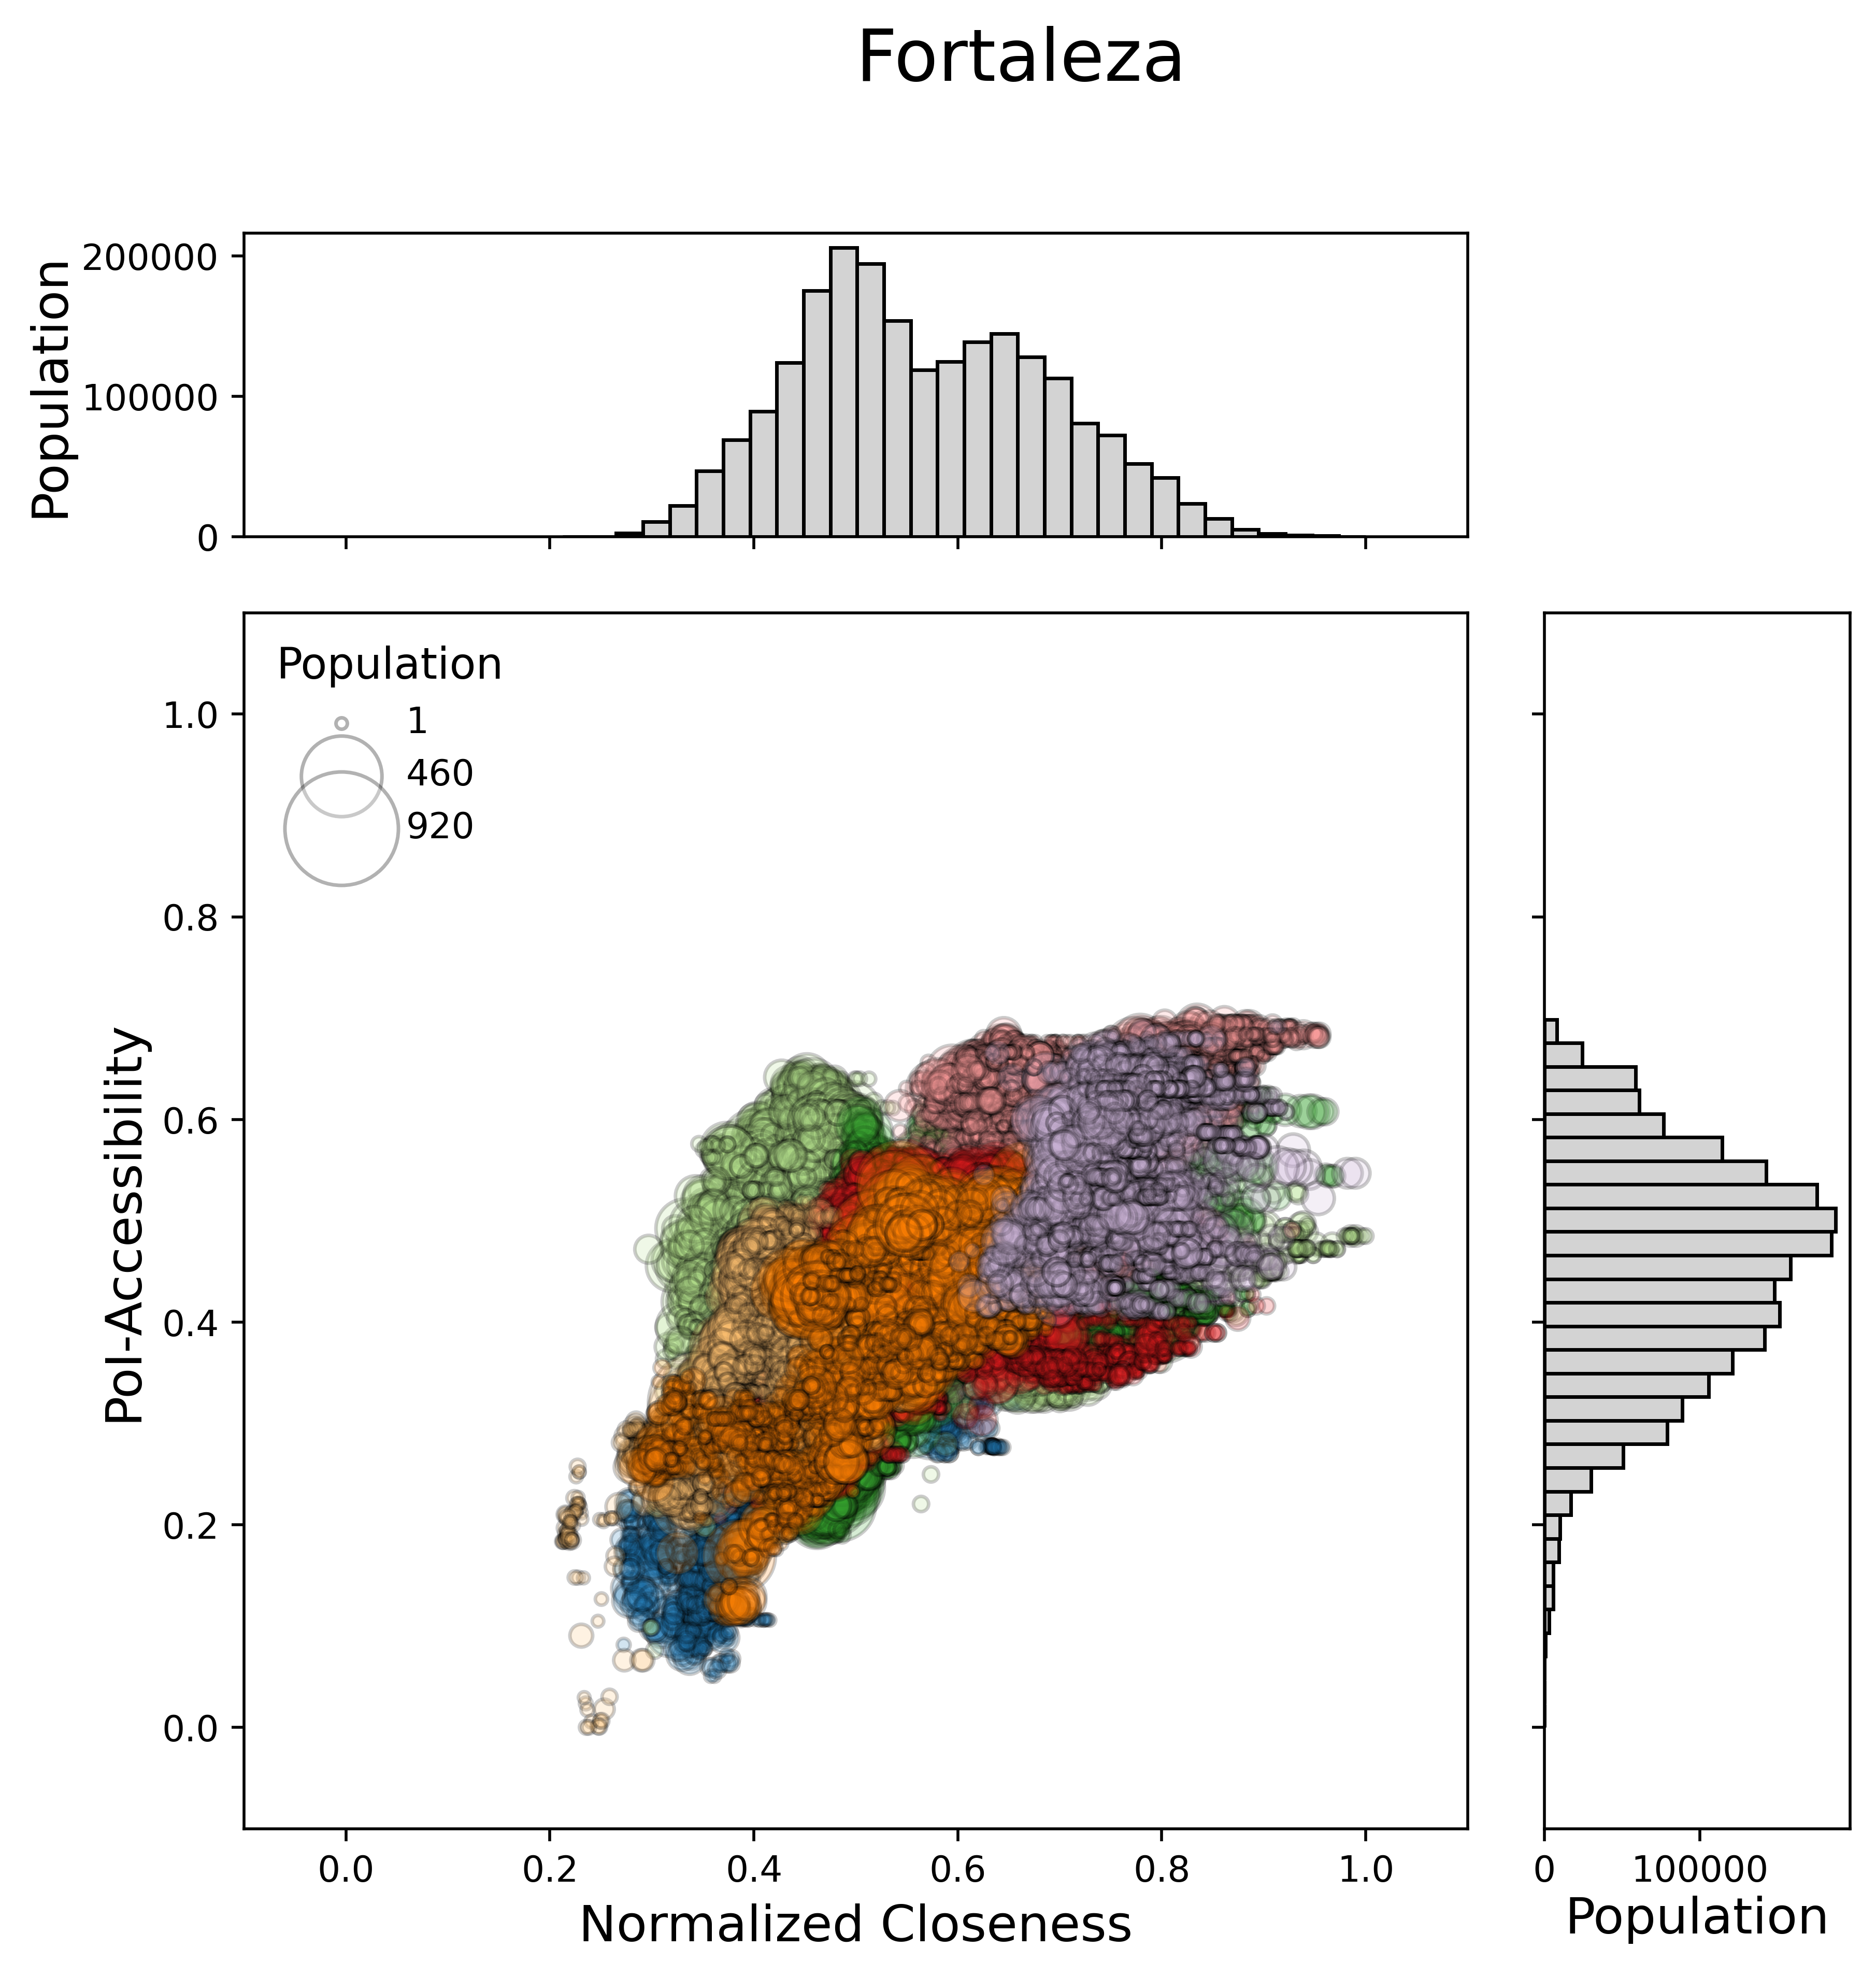 Fortaleza
Population
200000
100000
0
Population
1
460
920
Pol-Accessibility
1.0
0.8
0.6
0.4
0.2
0.0
0.0 0.2 0.4 0.6 0.8 1.0
Normalized Closeness
0 100000
Population